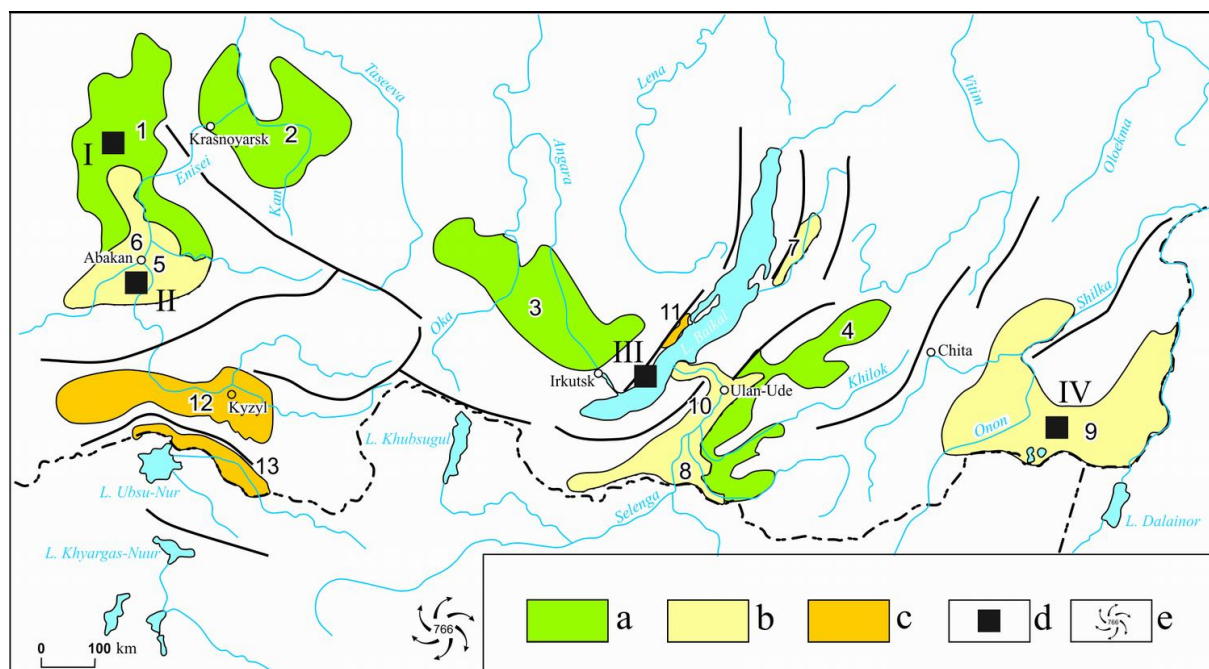 Taseeva
Lena
Vitim
Oloekma
1
2
Krasnoyarsk
I
Angara
Enisei
Kan
6
7
Abakan
5
II
3
11
4
Shilka
Oka
L. Baikal
III
Chita
Irkutsk
Khilok
Ulan-Ude
12
Kyzyl
10
IV
L. Khubsugul
Onon
9
13
8
L. Ubsu-Nur
Selenga
L. Dalainor
L. Khyargas-Nuur
766
a
b
c
d
766
e
0 100 km